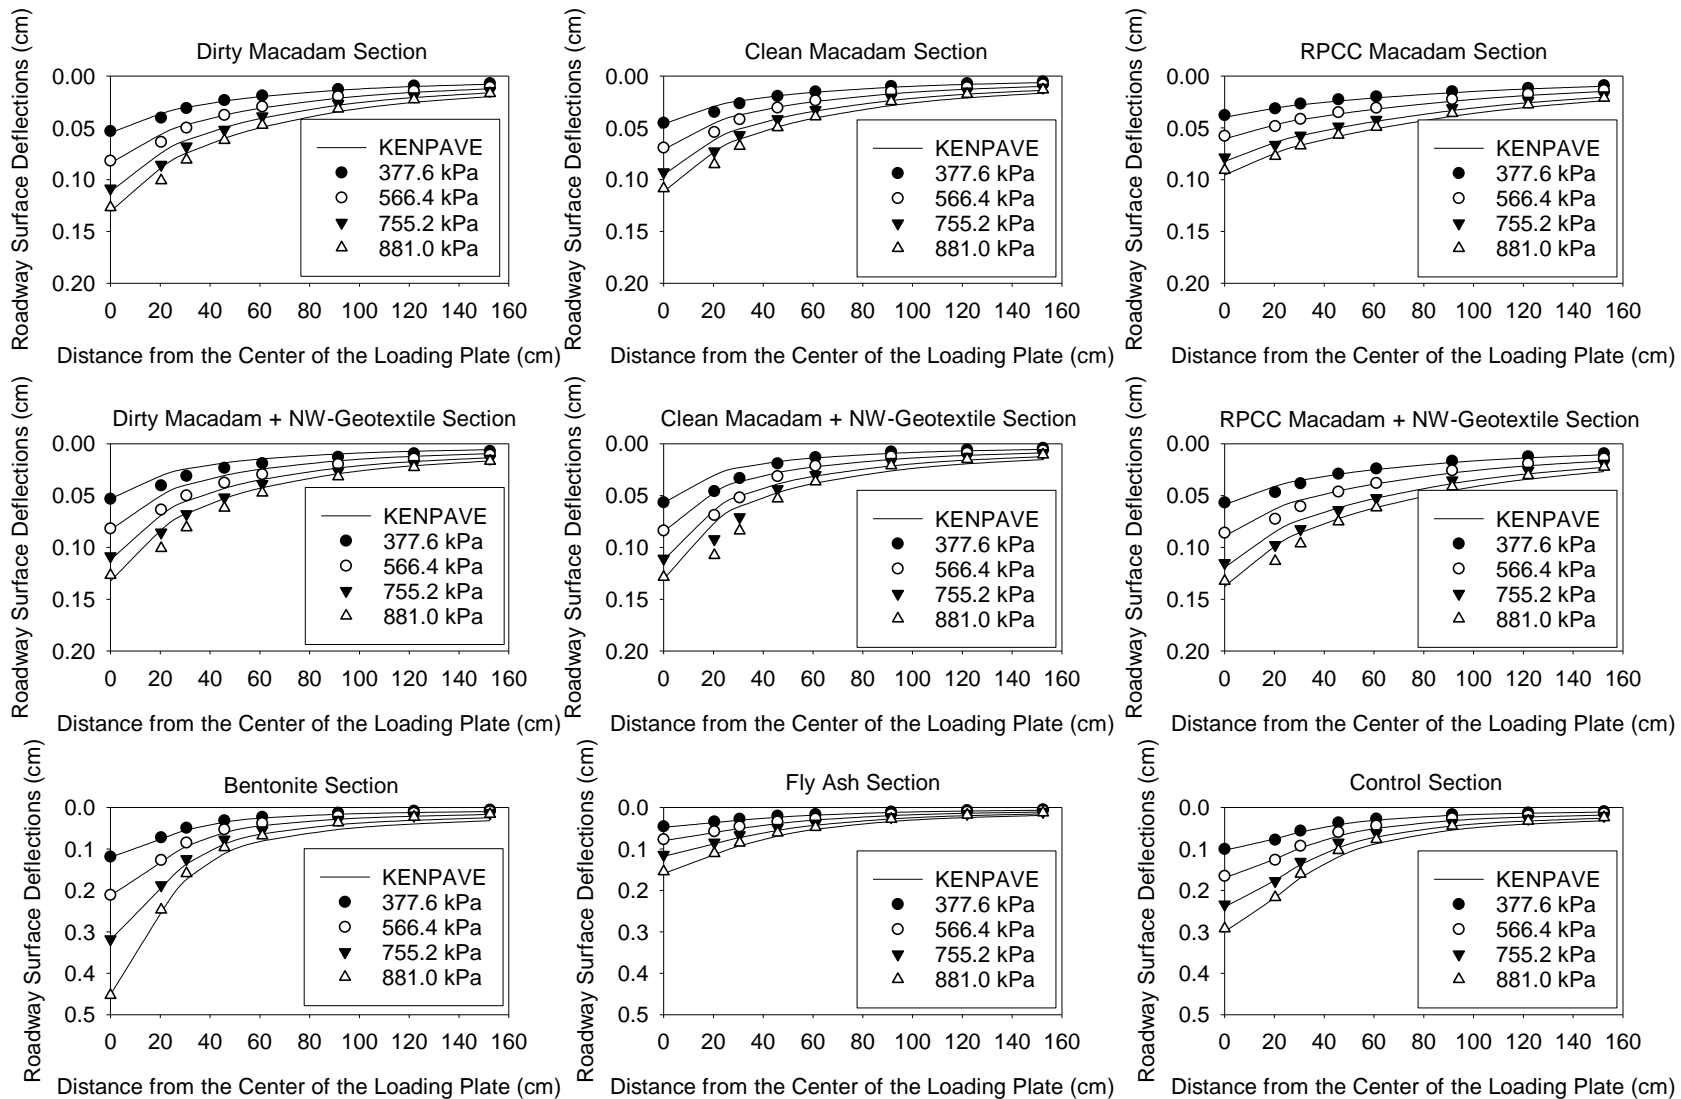 Dirty Macadam Section
Roadway Surface Deflections (cm)
0.00
0.05
0.10
0.15
0.20
KENPAVE
377.6 kPa
566.4 kPa
755.2 kPa
881.0 kPa
0 20 40 60 80 100 120 140 160
Distance from the Center of the Loading Plate (cm)
Clean Macadam Section
Roadway Surface Deflections (cm)
0.00
0.05
0.10
0.15
0.20
KENPAVE
377.6 kPa
566.4 kPa
755.2 kPa
881.0 kPa
0 20 40 60 80 100 120 140 160
Distance from the Center of the Loading Plate (cm)
RPCC Macadam Section
Roadway Surface Deflections (cm)
0.00
0.05
0.10
0.15
0.20
KENPAVE
377.6 kPa
566.4 kPa
755.2 kPa
881.0 kPa
0 20 40 60 80 100 120 140 160
Distance from the Center of the Loading Plate (cm)
Dirty Macadam + NW-Geotextile Section
Roadway Surface Deflections (cm)
0.00
0.05
0.10
0.15
0.20
KENPAVE
377.6 kPa
566.4 kPa
755.2 kPa
881.0 kPa
0 20 40 60 80 100 120 140 160
Distance from the Center of the Loading Plate (cm)
Clean Macadam + NW-Geotextile Section
Roadway Surface Deflections (cm)
0.00
0.05
0.10
0.15
0.20
KENPAVE
377.6 kPa
566.4 kPa
755.2 kPa
881.0 kPa
0 20 40 60 80 100 120 140 160
Distance from the Center of the Loading Plate (cm)
RPCC Macadam + NW-Geotextile Section
Roadway Surface Deflections (cm)
0.00
0.05
0.10
0.15
0.20
KENPAVE
377.6 kPa
566.4 kPa
755.2 kPa
881.0 kPa
0 20 40 60 80 100 120 140 160
Distance from the Center of the Loading Plate (cm)
Bentonite Section
Roadway Surface Deflections (cm)
0.0
0.1
0.2
0.3
0.4
0.5
KENPAVE
377.6 kPa
566.4 kPa
755.2 kPa
881.0 kPa
0 20 40 60 80 100 120 140 160
Distance from the Center of the Loading Plate (cm)
Fly Ash Section
Roadway Surface Deflections (cm)
0.0
0.1
0.2
0.3
0.4
0.5
KENPAVE
377.6 kPa
566.4 kPa
755.2 kPa
881.0 kPa
0 20 40 60 80 100 120 140 160
Distance from the Center of the Loading Plate (cm)
Control Section
Roadway Surface Deflections (cm)
0.0
0.1
0.2
0.3
0.4
0.5
KENPAVE
377.6 kPa
566.4 kPa
755.2 kPa
881.0 kPa
0 20 40 60 80 100 120 140 160
Distance from the Center of the Loading Plate (cm)